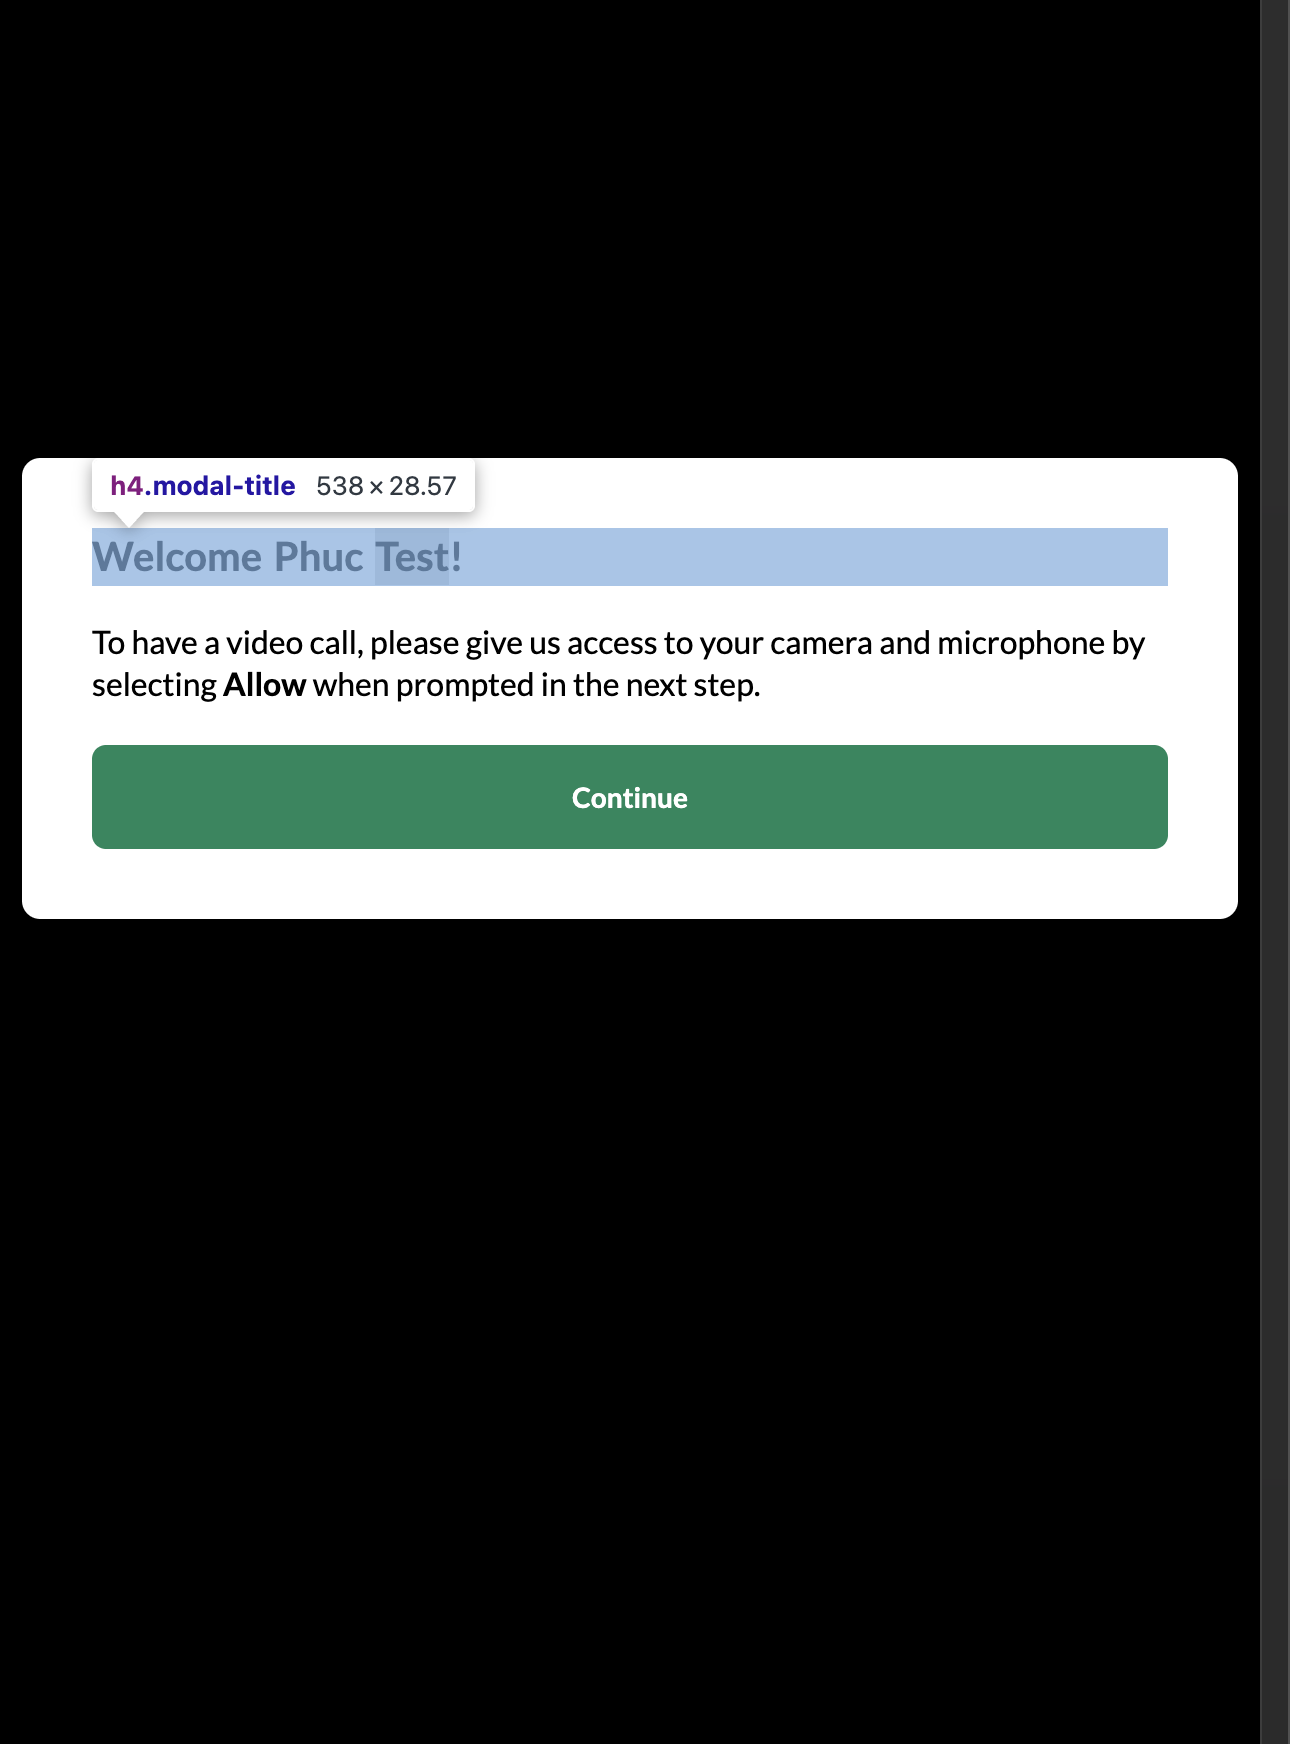 h4.modal-title 538 × 28.57
Welcome Phuc Test!
To have a video call, please give us access to your camera and microphone by
selecting Allow when prompted in the next step.
Continue